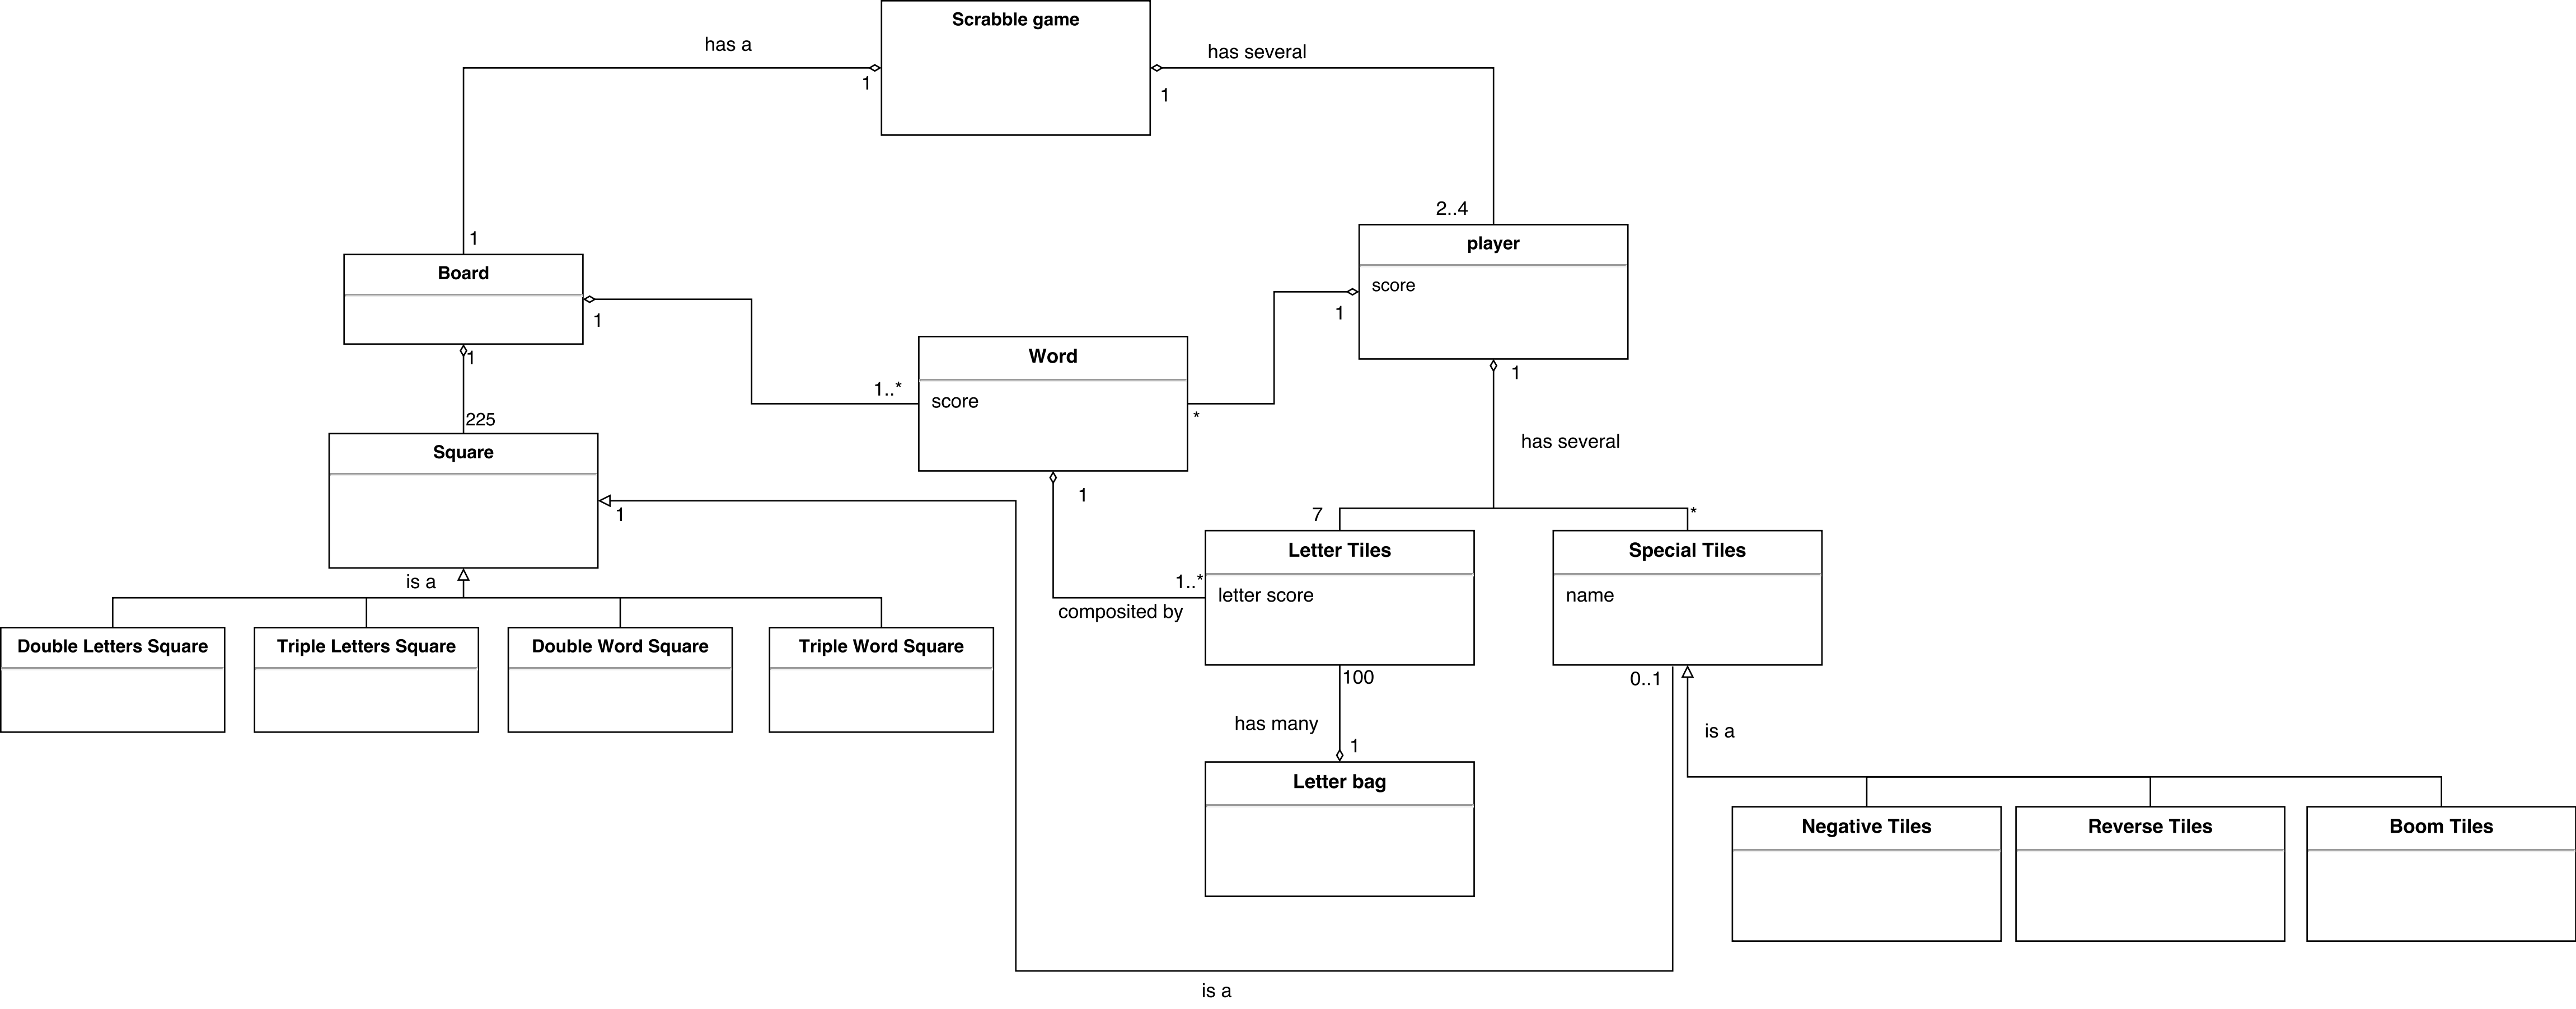 Scrabble game
has a
has several
1
1
2..4
1
player
Board
score
1
1
Word
1
1
1..*
score
*
225
has several
Square
1
1
7
*
Letter Tiles
Special Tiles
is a
1..*
letter score
name
composited by
Double Letters Square
Triple Letters Square
Double Word Square
Triple Word Square
100
0..1
has many
is a
1
Letter bag
Negative Tiles
Reverse Tiles
Boom Tiles
is a